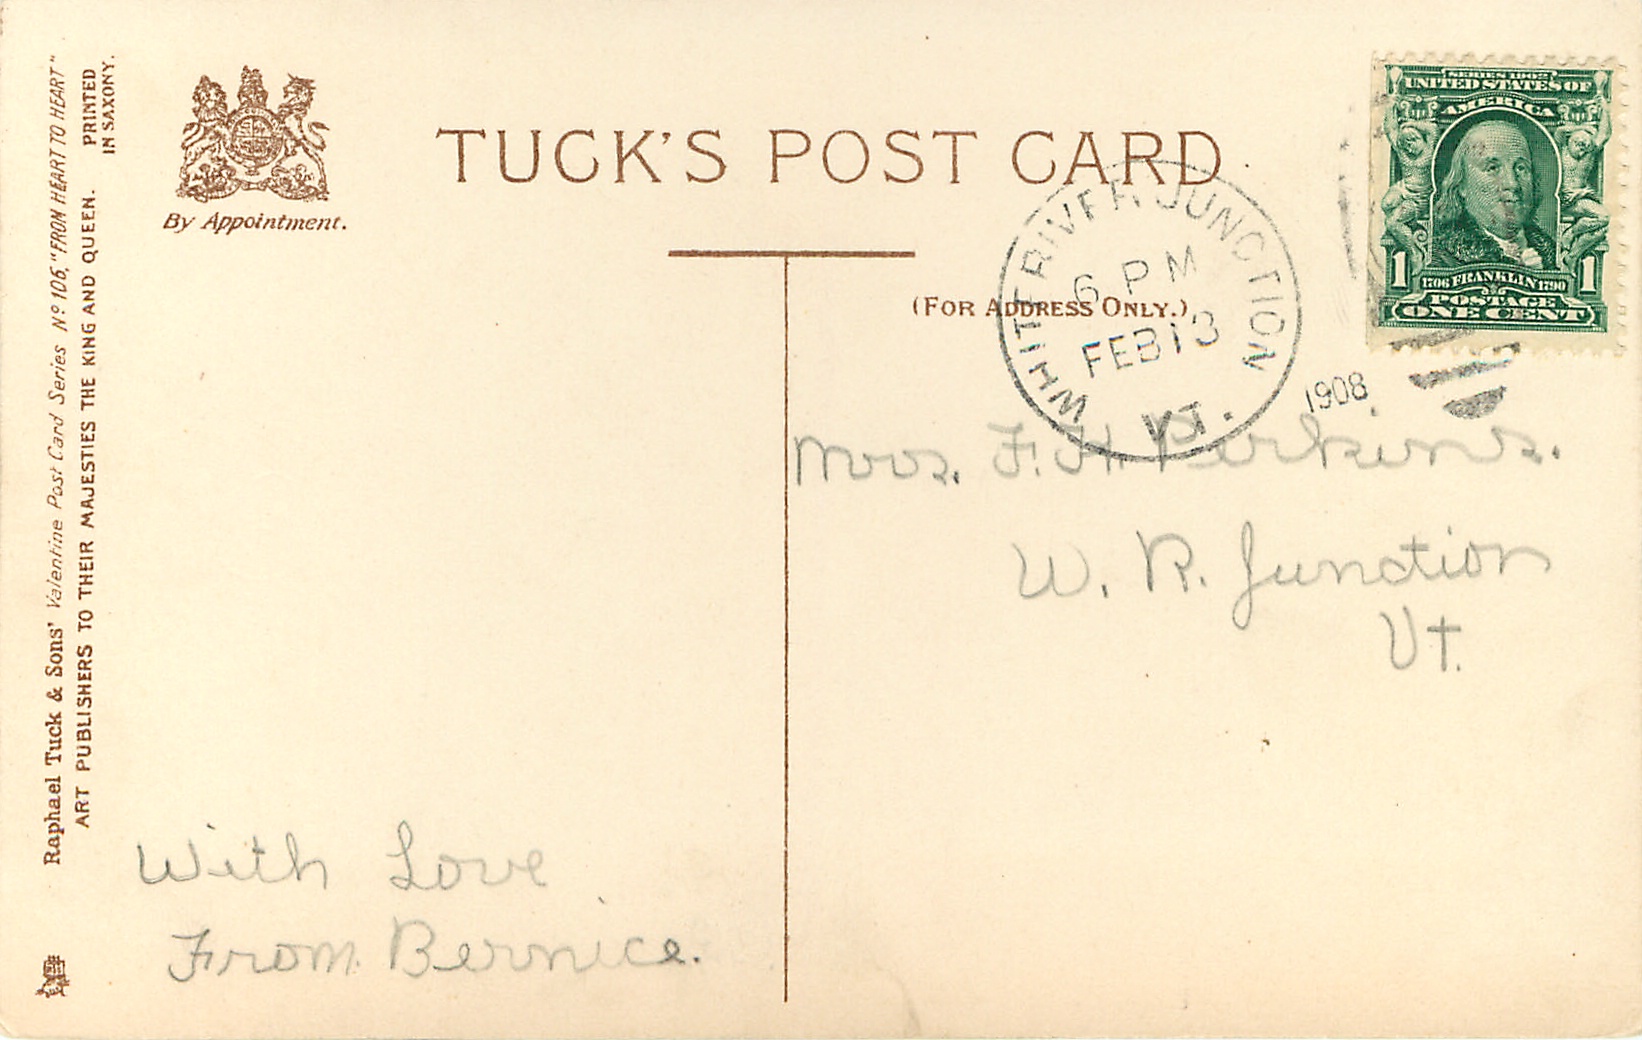 Raphael Tuck & Sons' Valentine Post Card Series Nº 106, "FROM HEART TO HEART"
ART PUBLISHERS TO THEIR MAJESTIES THE KING AND QUEEN.
PRINTED
IN SAXONY.
By Appointment.
TUCK'S POST CARD
(FOR ADDRESS ONLY.)
SERIES 1902
UNITED STATES OF
AMERICA
1 1
1706 FRANKLIN 1790
POSTAGE
ONE CENT
WHITE RIVER JUNCTION
6 PM
FEB 13
1908
VT.
Mrs. F. H. Perkins.
W. R. Junction
Vt.
With Love
From Bernice.